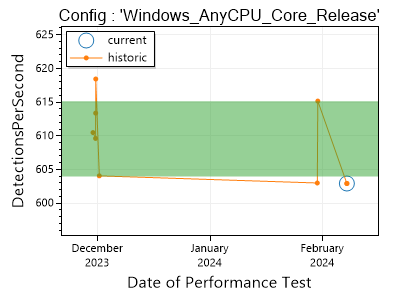 Config : 'Windows_AnyCPU_Core_Release'
current
historic
625
620
615
610
605
600
DetectionsPerSecond
December
2023
January
2024
February
2024
Date of Performance Test